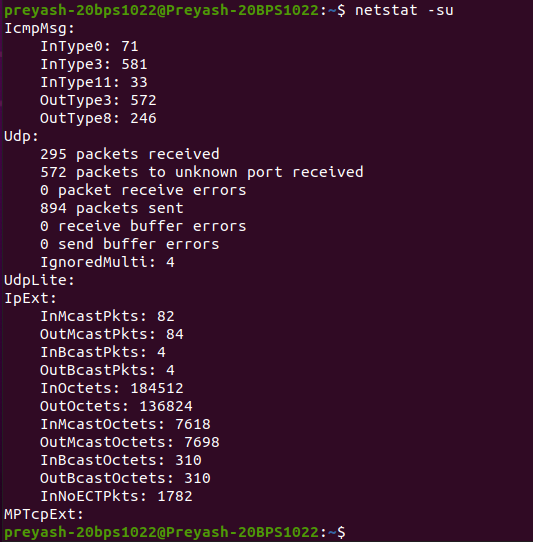 preyash-20bps1022@Preyash-20BPS1022:~$ netstat -su
IcmpMsg:
    InType0: 71
    InType3: 581
    InType11: 33
    OutType3: 572
    OutType8: 246
Udp:
    295 packets received
    572 packets to unknown port received
    0 packet receive errors
    894 packets sent
    0 receive buffer errors
    0 send buffer errors
    IgnoredMulti: 4
UdpLite:
IpExt:
    InMcastPkts: 82
    OutMcastPkts: 84
    InBcastPkts: 4
    OutBcastPkts: 4
    InOctets: 184512
    OutOctets: 136824
    InMcastOctets: 7618
    OutMcastOctets: 7698
    InBcastOctets: 310
    OutBcastOctets: 310
    InNoECTPkts: 1782
MPTcpExt:
preyash-20bps1022@Preyash-20BPS1022:~$